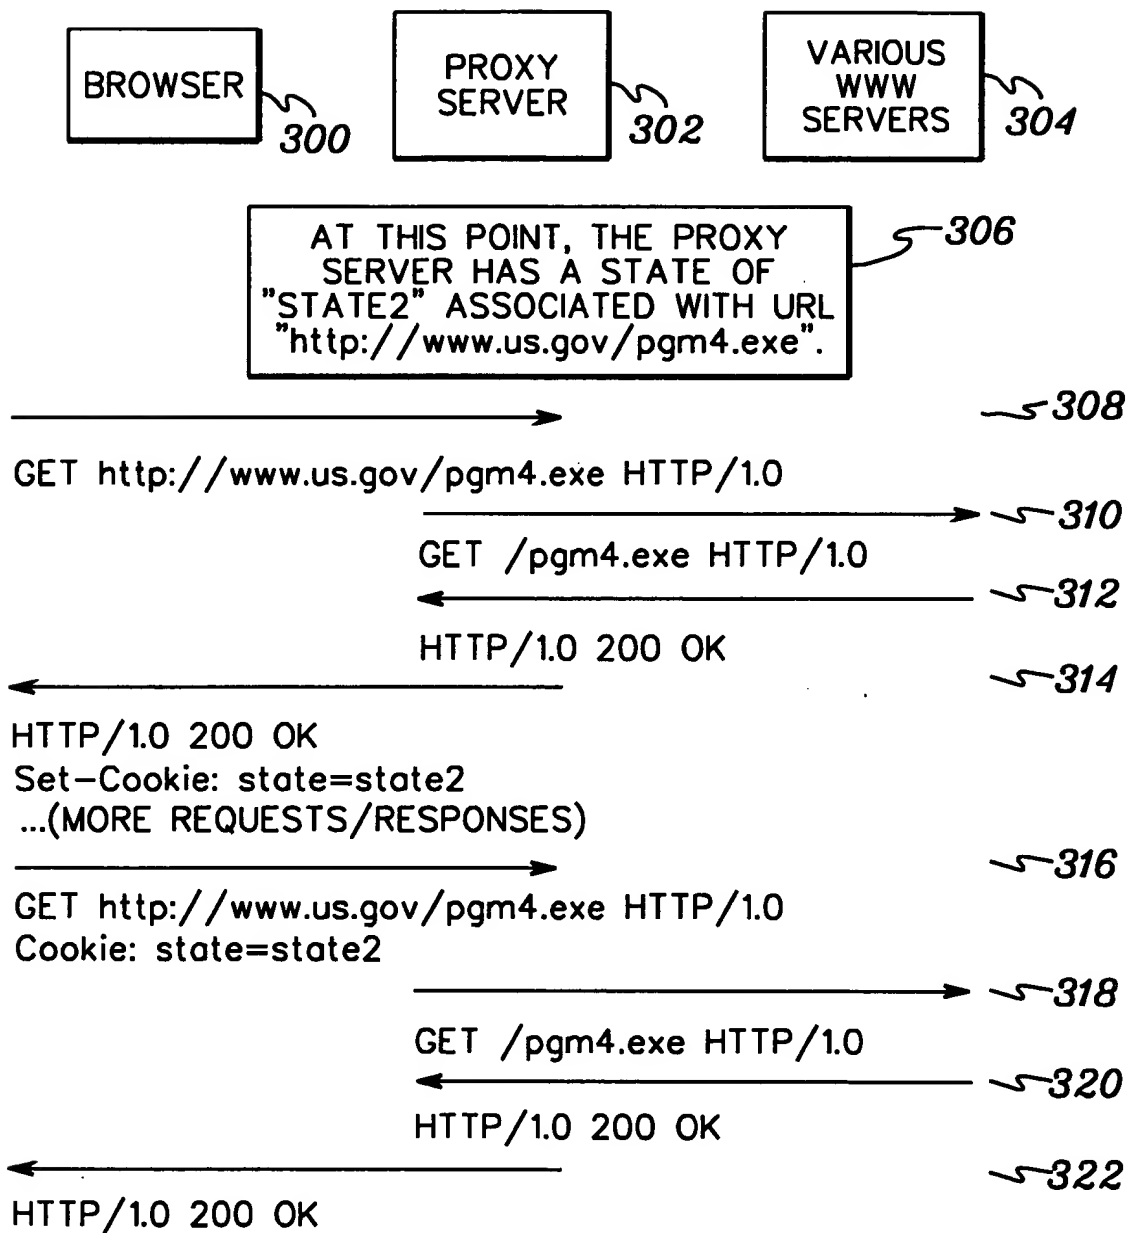 BROWSER
300
PROXY
SERVER
302
VARIOUS
WWW
SERVERS
304
AT THIS POINT, THE PROXY
SERVER HAS A STATE OF
"STATE2" ASSOCIATED WITH URL
"http://www.us.gov/pgm4.exe".
306
308
GET http://www.us.gov/pgm4.exe HTTP/1.0
310
GET /pgm4.exe HTTP/1.0
312
HTTP/1.0 200 OK
314
HTTP/1.0 200 OK
Set-Cookie: state=state2
...(MORE REQUESTS/RESPONSES)
316
GET http://www.us.gov/pgm4.exe HTTP/1.0
Cookie: state=state2
318
GET /pgm4.exe HTTP/1.0
320
HTTP/1.0 200 OK
322
HTTP/1.0 200 OK